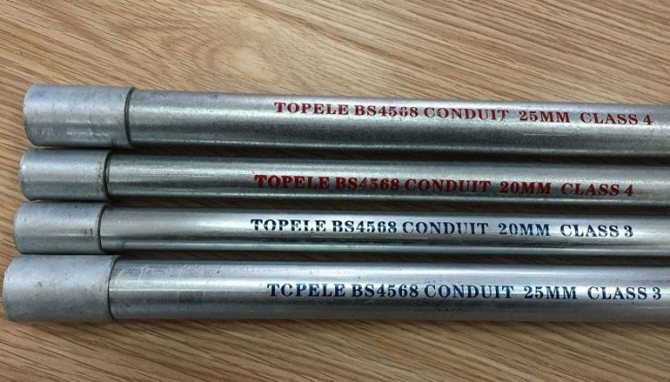 TOPELE BS4568 CONDUIT 25MM CLASS 4
TOPELE BS4568 CONDUIT 20MM CLASS 4
TOPELE BS4568 CONDUIT 20MM CLASS 3
TOPELE BS4568 CONDUIT 25MM CLASS 3